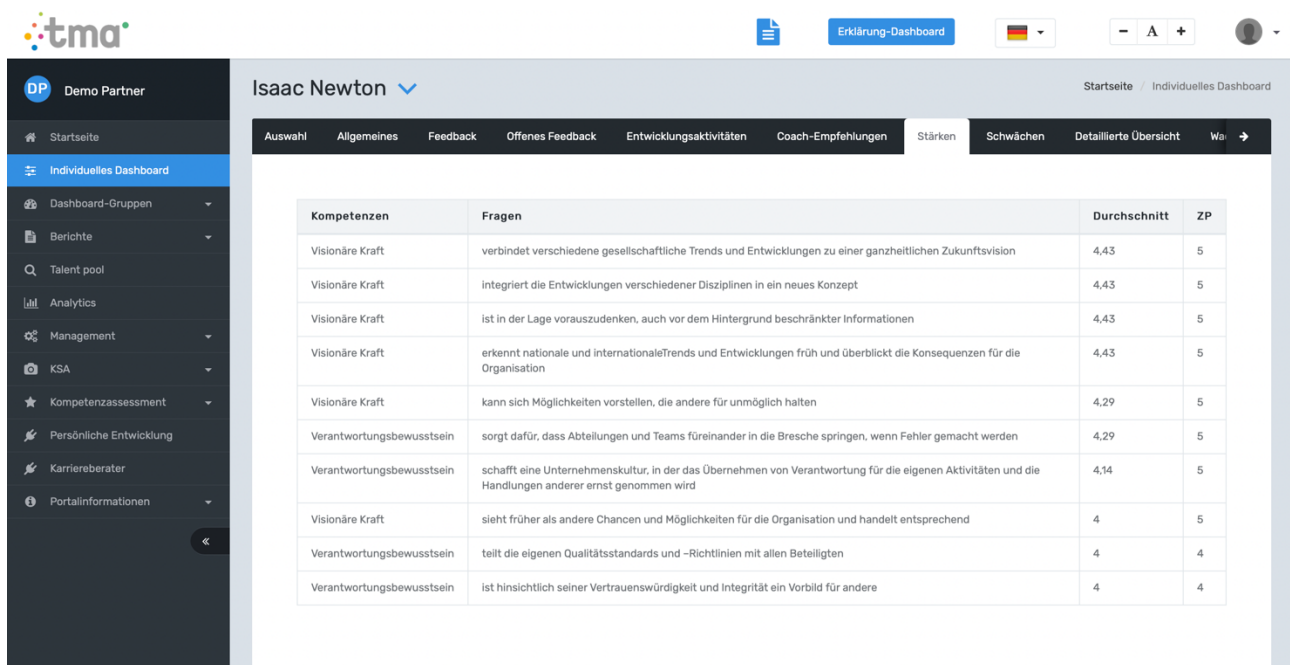 tma
Erklärung-Dashboard
- A +
DP Demo Partner
Isaac Newton
Startseite / Individuelles Dashboard
Startseite
Individuelles Dashboard
Dashboard-Gruppen
Berichte
Talent pool
Analytics
Management
KSA
Kompetenzassessment
Persönliche Entwicklung
Karriereberater
Portalinformationen
Auswahl Allgemeines Feedback Offenes Feedback Entwicklungsaktivitäten Coach-Empfehlungen Stärken Schwächen Detaillierte Übersicht
Kompetenzen Fragen Durchschnitt ZP
Visionäre Kraft verbindet verschiedene gesellschaftliche Trends und Entwicklungen zu einer ganzheitlichen Zukunftsvision 4,43 5
Visionäre Kraft integriert die Entwicklungen verschiedener Disziplinen in ein neues Konzept 4,43 5
Visionäre Kraft ist in der Lage vorauszudenken, auch vor dem Hintergrund beschränkter Informationen 4,43 5
Visionäre Kraft erkennt nationale und internationaleTrends und Entwicklungen früh und überblickt die Konsequenzen für die 4,43 5
Organisation
Visionäre Kraft kann sich Möglichkeiten vorstellen, die andere für unmöglich halten 4,29 5
Verantwortungsbewusstsein sorgt dafür, dass Abteilungen und Teams füreinander in die Bresche springen, wenn Fehler gemacht werden 4,29 5
Verantwortungsbewusstsein schafft eine Unternehmenskultur, in der das Übernehmen von Verantwortung für die eigenen Aktivitäten und die 4,14 5
Handlungen anderer ernst genommen wird
Visionäre Kraft sieht früher als andere Chancen und Möglichkeiten für die Organisation und handelt entsprechend 4 5
Verantwortungsbewusstsein teilt die eigenen Qualitätsstandards und –Richtlinien mit allen Beteiligten 4 4
Verantwortungsbewusstsein ist hinsichtlich seiner Vertrauenswürdigkeit und Integrität ein Vorbild für andere 4 4